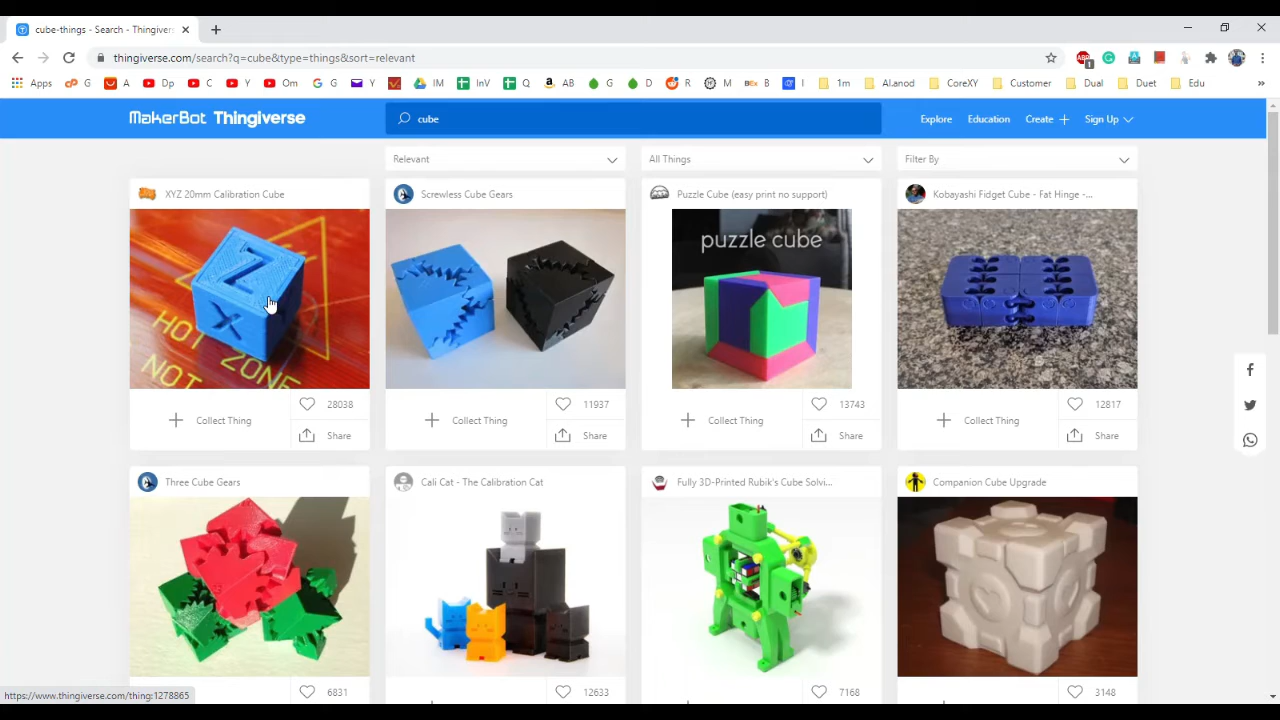 cube-things - Search - Thingiver
thingiverse.com/search?q=cube&type=things&sort=relevant
Apps G A Dp C Y Om G Y IM InV Q AB G D R M B I 1m Al.anod CoreXY Customer Dual Duet Edu »
MakerBot Thingiverse
cube
Explore Education Create + Sign Up
Relevant All Things Filter By
XYZ 20mm Calibration Cube
Screwless Cube Gears
Puzzle Cube (easy print no support)
Kobayashi Fidget Cube - Fat Hinge -...
Z
X
HOT ZONE
NOT
puzzle cube
Collect Thing 28038 Share
Collect Thing 11937 Share
Collect Thing 13743 Share
Collect Thing 12817 Share
Three Cube Gears
Cali Cat - The Calibration Cat
Fully 3D-Printed Rubik's Cube Solvi...
Companion Cube Upgrade
6831
12633
7168
3148
https://www.thingiverse.com/thing:1278865